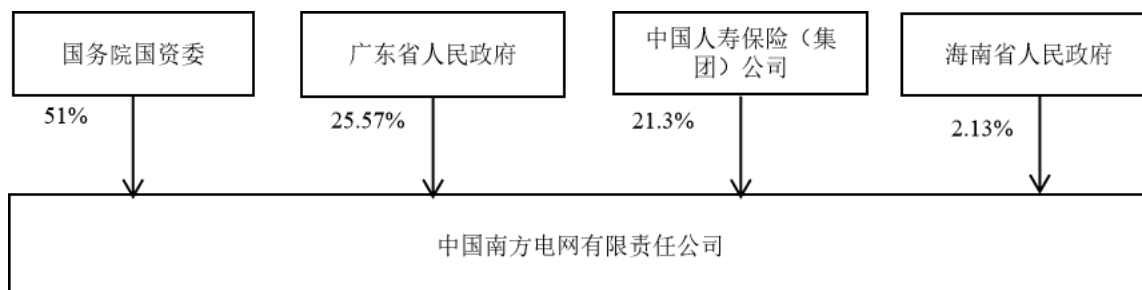 国务院国资委
广东省人民政府
中国人寿保险（集
团）公司
海南省人民政府
51%
25.57%
21.3%
2.13%
中国南方电网有限责任公司